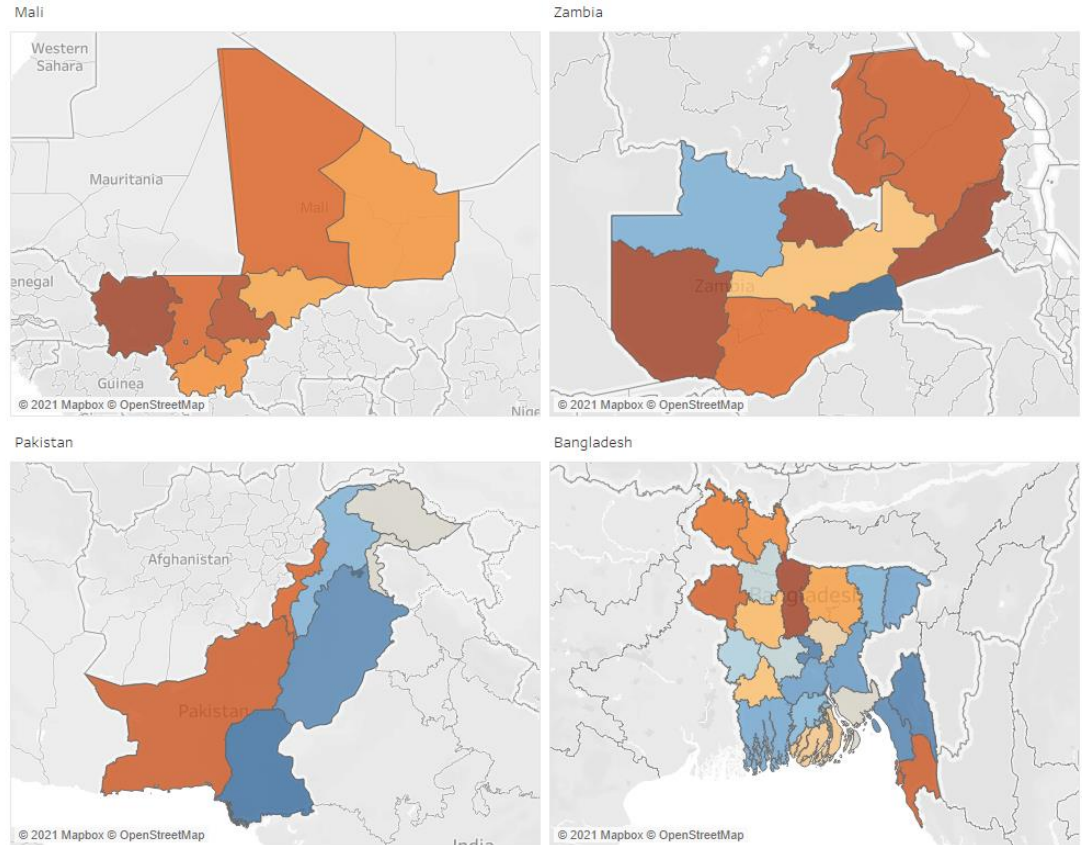 Mali
Zambia
Western
Sahara
Mauritania
Mali
enegal
Guinea
Nige
© 2021 Mapbox © OpenStreetMap
Zambia
© 2021 Mapbox © OpenStreetMap
Pakistan
Bangladesh
Afghanistan
Pakistan
India
© 2021 Mapbox © OpenStreetMap
Bangladesh
© 2021 Mapbox © OpenStreetMap